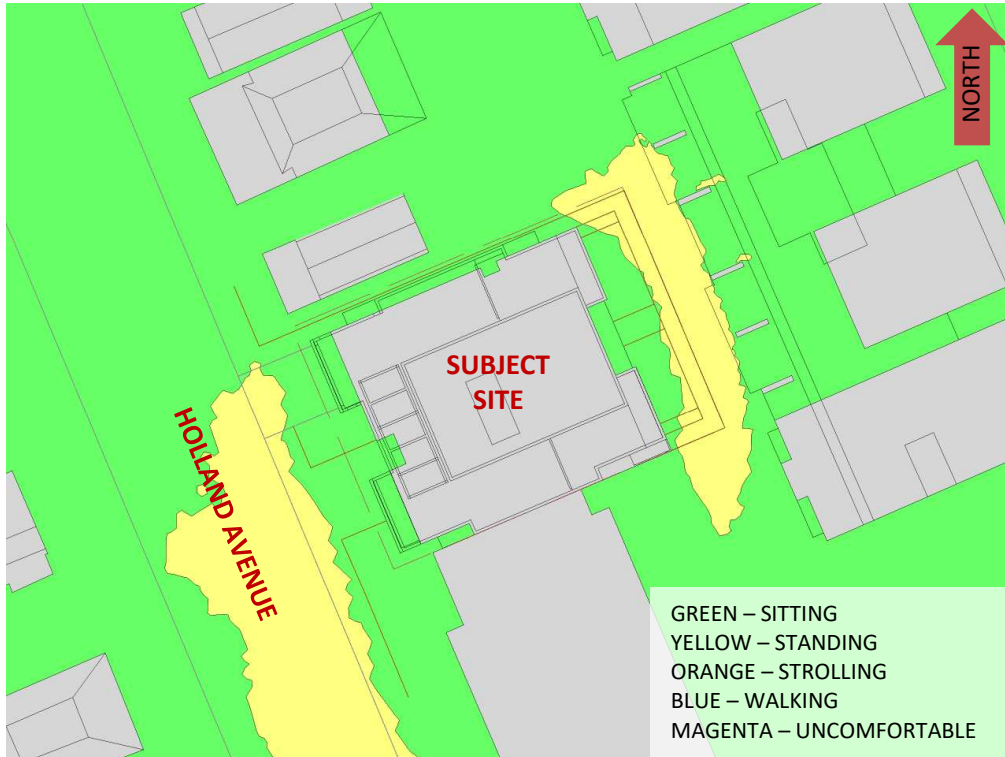 NORTH
SUBJECT
SITE
HOLLAND AVENUE
GREEN – SITTING
YELLOW – STANDING
ORANGE – STROLLING
BLUE – WALKING
MAGENTA – UNCOMFORTABLE